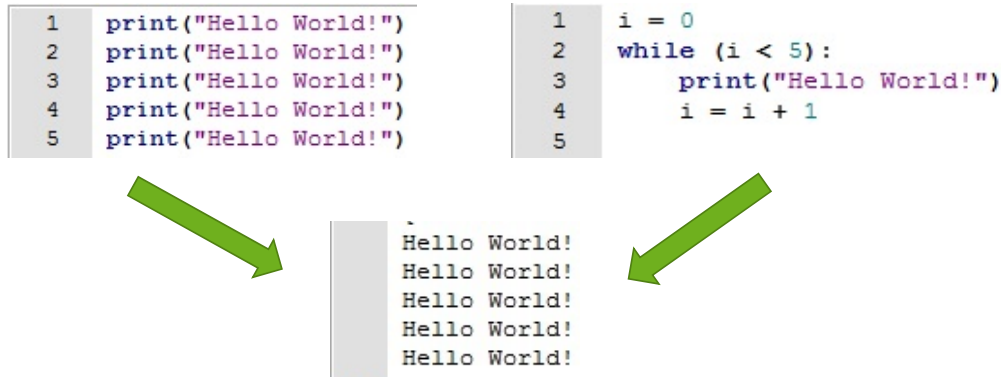 1 print("Hello World!")
2 print("Hello World!")
3 print("Hello World!")
4 print("Hello World!")
5 print("Hello World!")
1 i = 0
2 while (i < 5):
3     print("Hello World!")
4     i = i + 1
5
Hello World!
Hello World!
Hello World!
Hello World!
Hello World!